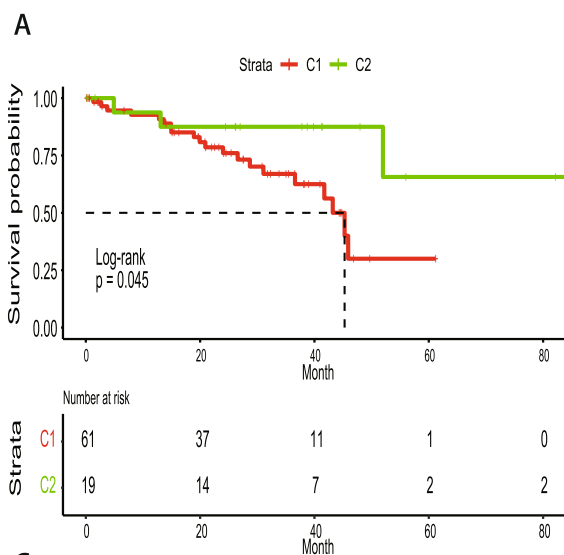 A
Strata C1 C2
Survival probability
1.00
0.75
0.50
0.25
0.00
Log-rank
p = 0.045
0 20 40 60 80
Month
Number at risk
Strata
C1 61 37 11 1 0
C2 19 14 7 2 2
0 20 40 60 80
Month